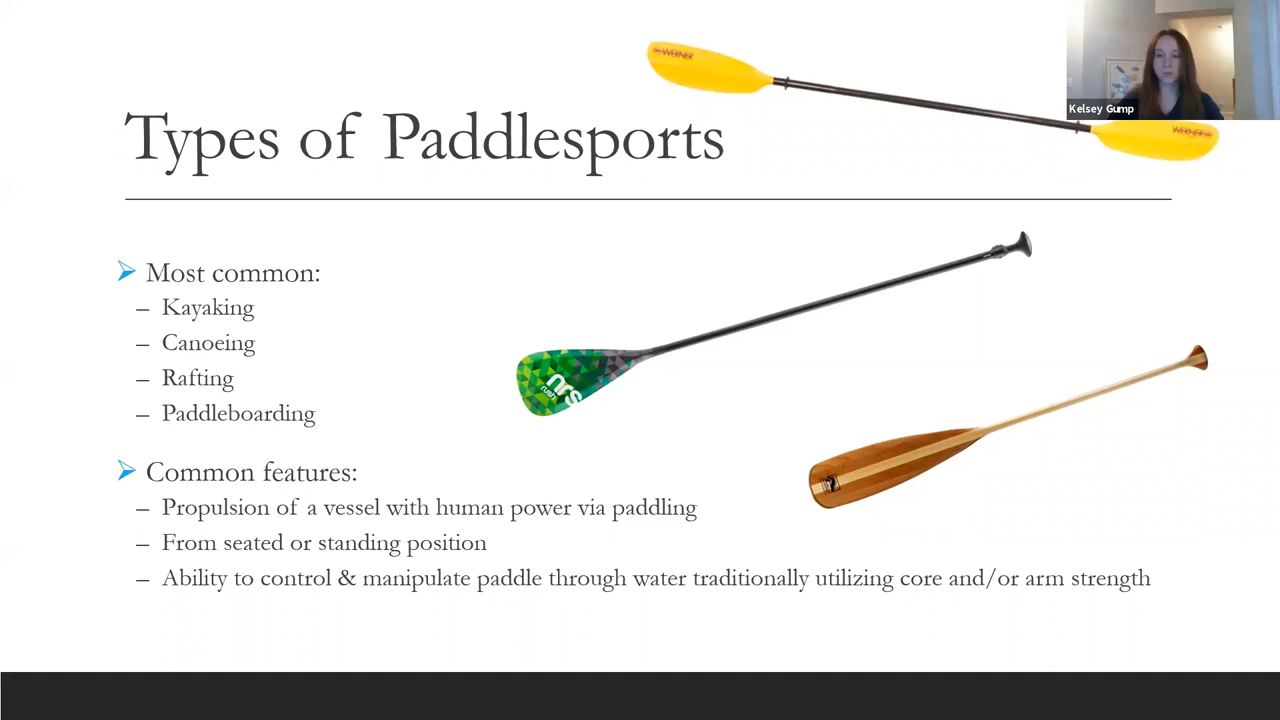 WERNER
Kelsey Gump
WERNER
Types of Paddlesports
Most common:
– Kayaking
– Canoeing
– Rafting
– Paddleboarding
nrs
rush
Common features:
– Propulsion of a vessel with human power via paddling
– From seated or standing position
– Ability to control & manipulate paddle through water traditionally utilizing core and/or arm strength